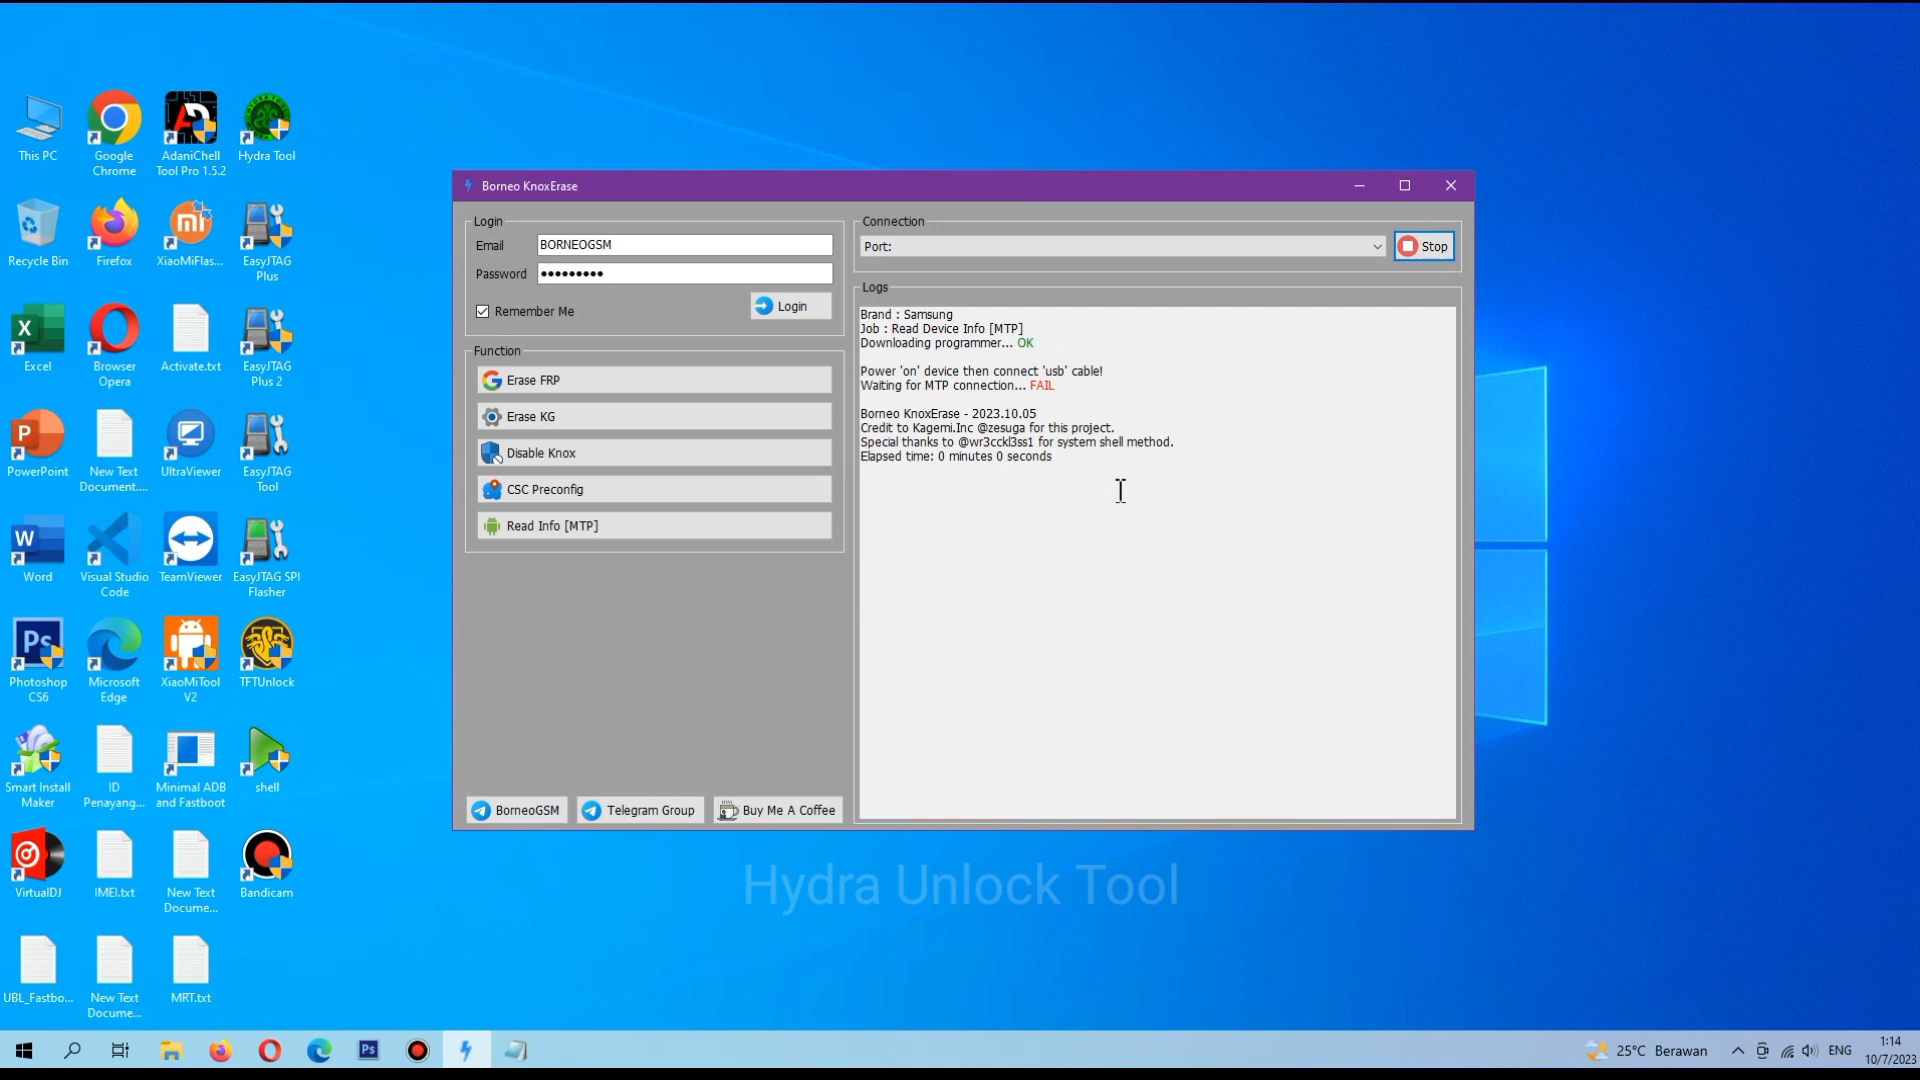 This PC
Google
Chrome
AdaniChell
Tool Pro 1.5.2
Hydra Tool
Recycle Bin
Firefox
XiaoMiFlas...
EasyJTAG
Plus
Excel
Browser
Opera
Activate.txt
EasyJTAG
Plus 2
PowerPoint
New Text
Document....
UltraViewer
EasyJTAG
Tool
Word
Visual Studio
Code
TeamViewer
EasyJTAG SPI
Flasher
Photoshop
CS6
Microsoft
Edge
XiaoMiTool
V2
TFTUnlock
Smart Install
Maker
ID
Penayang...
Minimal ADB
and Fastboot
shell
VirtualDJ
IMEI.txt
New Text
Docume...
Bandicam
UBL_Fastbo...
New Text
Docume...
MRT.txt
Borneo KnoxErase
Login
Email
BORNEOGSM
Password
Remember Me
Login
Function
Erase FRP
Erase KG
Disable Knox
CSC Preconfig
Read Info [MTP]
BorneoGSM
Telegram Group
Buy Me A Coffee
Connection
Port:
Stop
Logs
Brand : Samsung
Job : Read Device Info [MTP]
Downloading programmer... OK
Power 'on' device then connect 'usb' cable!
Waiting for MTP connection... FAIL
Borneo KnoxErase - 2023.10.05
Credit to Kagemi.Inc @zesuga for this project.
Special thanks to @wr3cckl3ss1 for system shell method.
Elapsed time: 0 minutes 0 seconds
Hydra Unlock Tool
25°C Berawan
ENG
1:14
10/7/2023